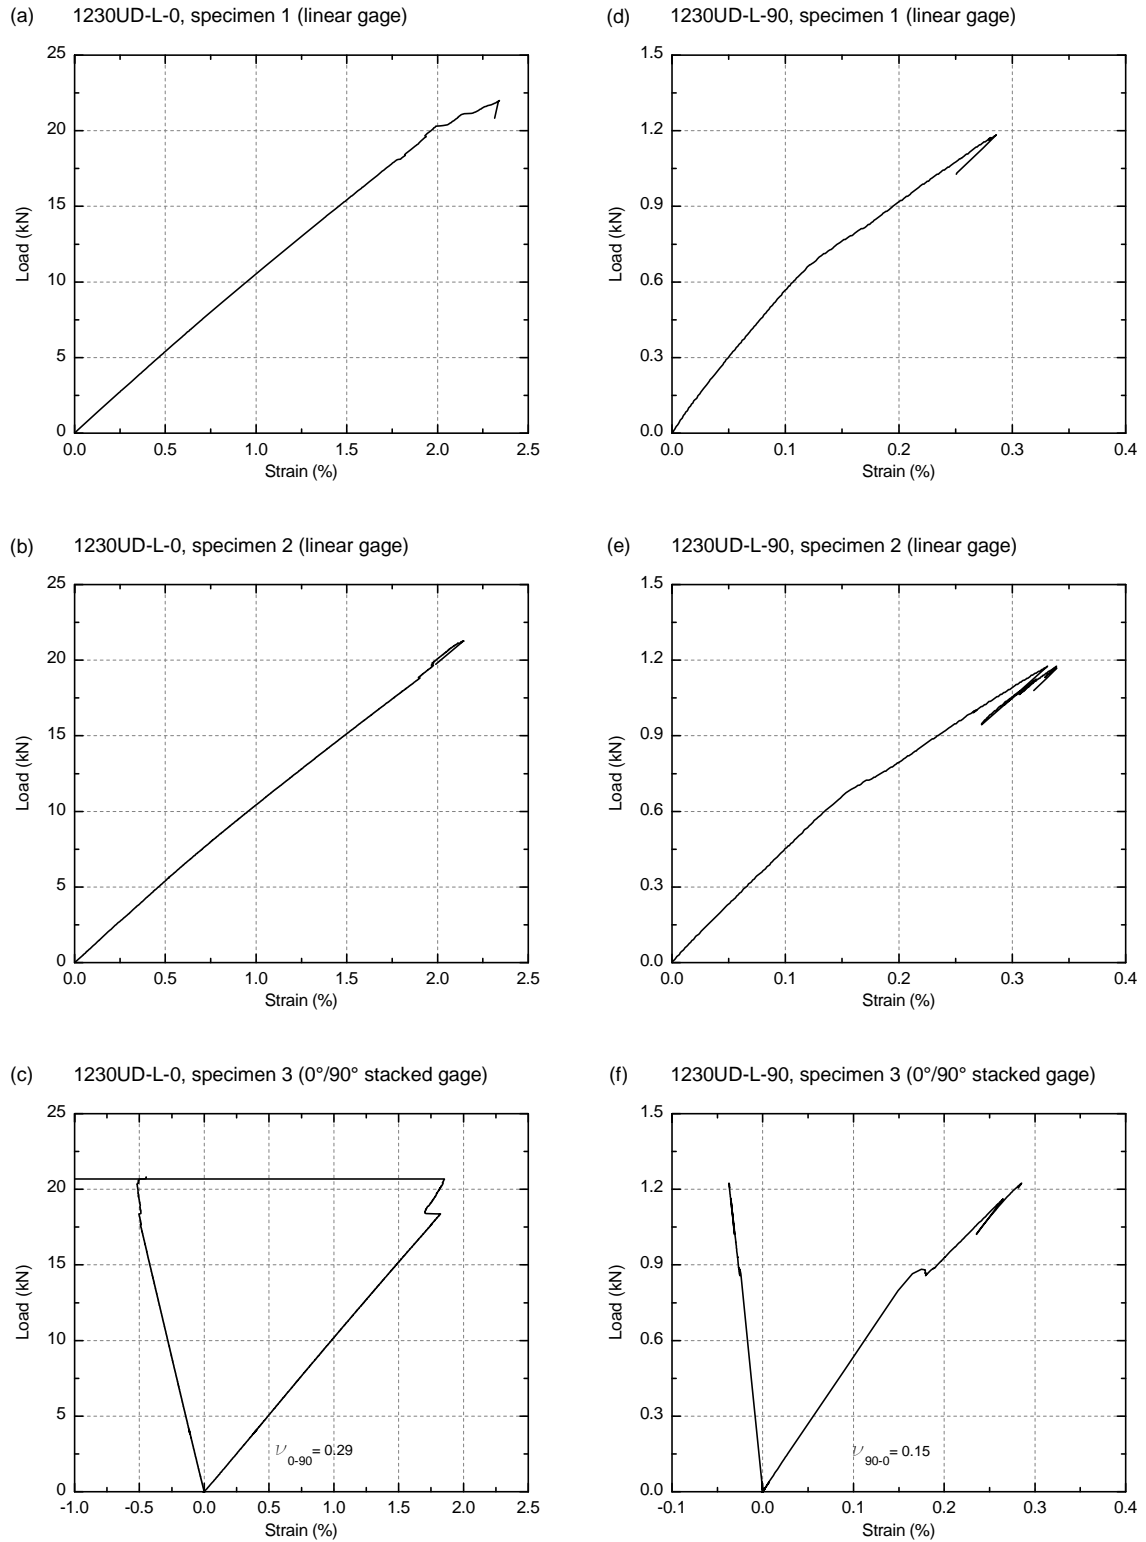 (a) 1230UD-L-0, specimen 1 (linear gage)
25
20
15
10
5
0
Load (kN)
0.0 0.5 1.0 1.5 2.0 2.5
Strain (%)
(d) 1230UD-L-90, specimen 1 (linear gage)
1.5
1.2
0.9
0.6
0.3
0.0
Load (kN)
0.0 0.1 0.2 0.3 0.4
Strain (%)
(b) 1230UD-L-0, specimen 2 (linear gage)
25
20
15
10
5
0
Load (kN)
0.0 0.5 1.0 1.5 2.0 2.5
Strain (%)
(e) 1230UD-L-90, specimen 2 (linear gage)
1.5
1.2
0.9
0.6
0.3
0.0
Load (kN)
0.0 0.1 0.2 0.3 0.4
Strain (%)
(c) 1230UD-L-0, specimen 3 (0°/90° stacked gage)
25
20
15
10
5
0
Load (kN)
ν0-90= 0.29
-1.0 -0.5 0.0 0.5 1.0 1.5 2.0 2.5
Strain (%)
(f) 1230UD-L-90, specimen 3 (0°/90° stacked gage)
1.5
1.2
0.9
0.6
0.3
0.0
Load (kN)
ν90-0= 0.15
-0.1 0.0 0.1 0.2 0.3 0.4
Strain (%)